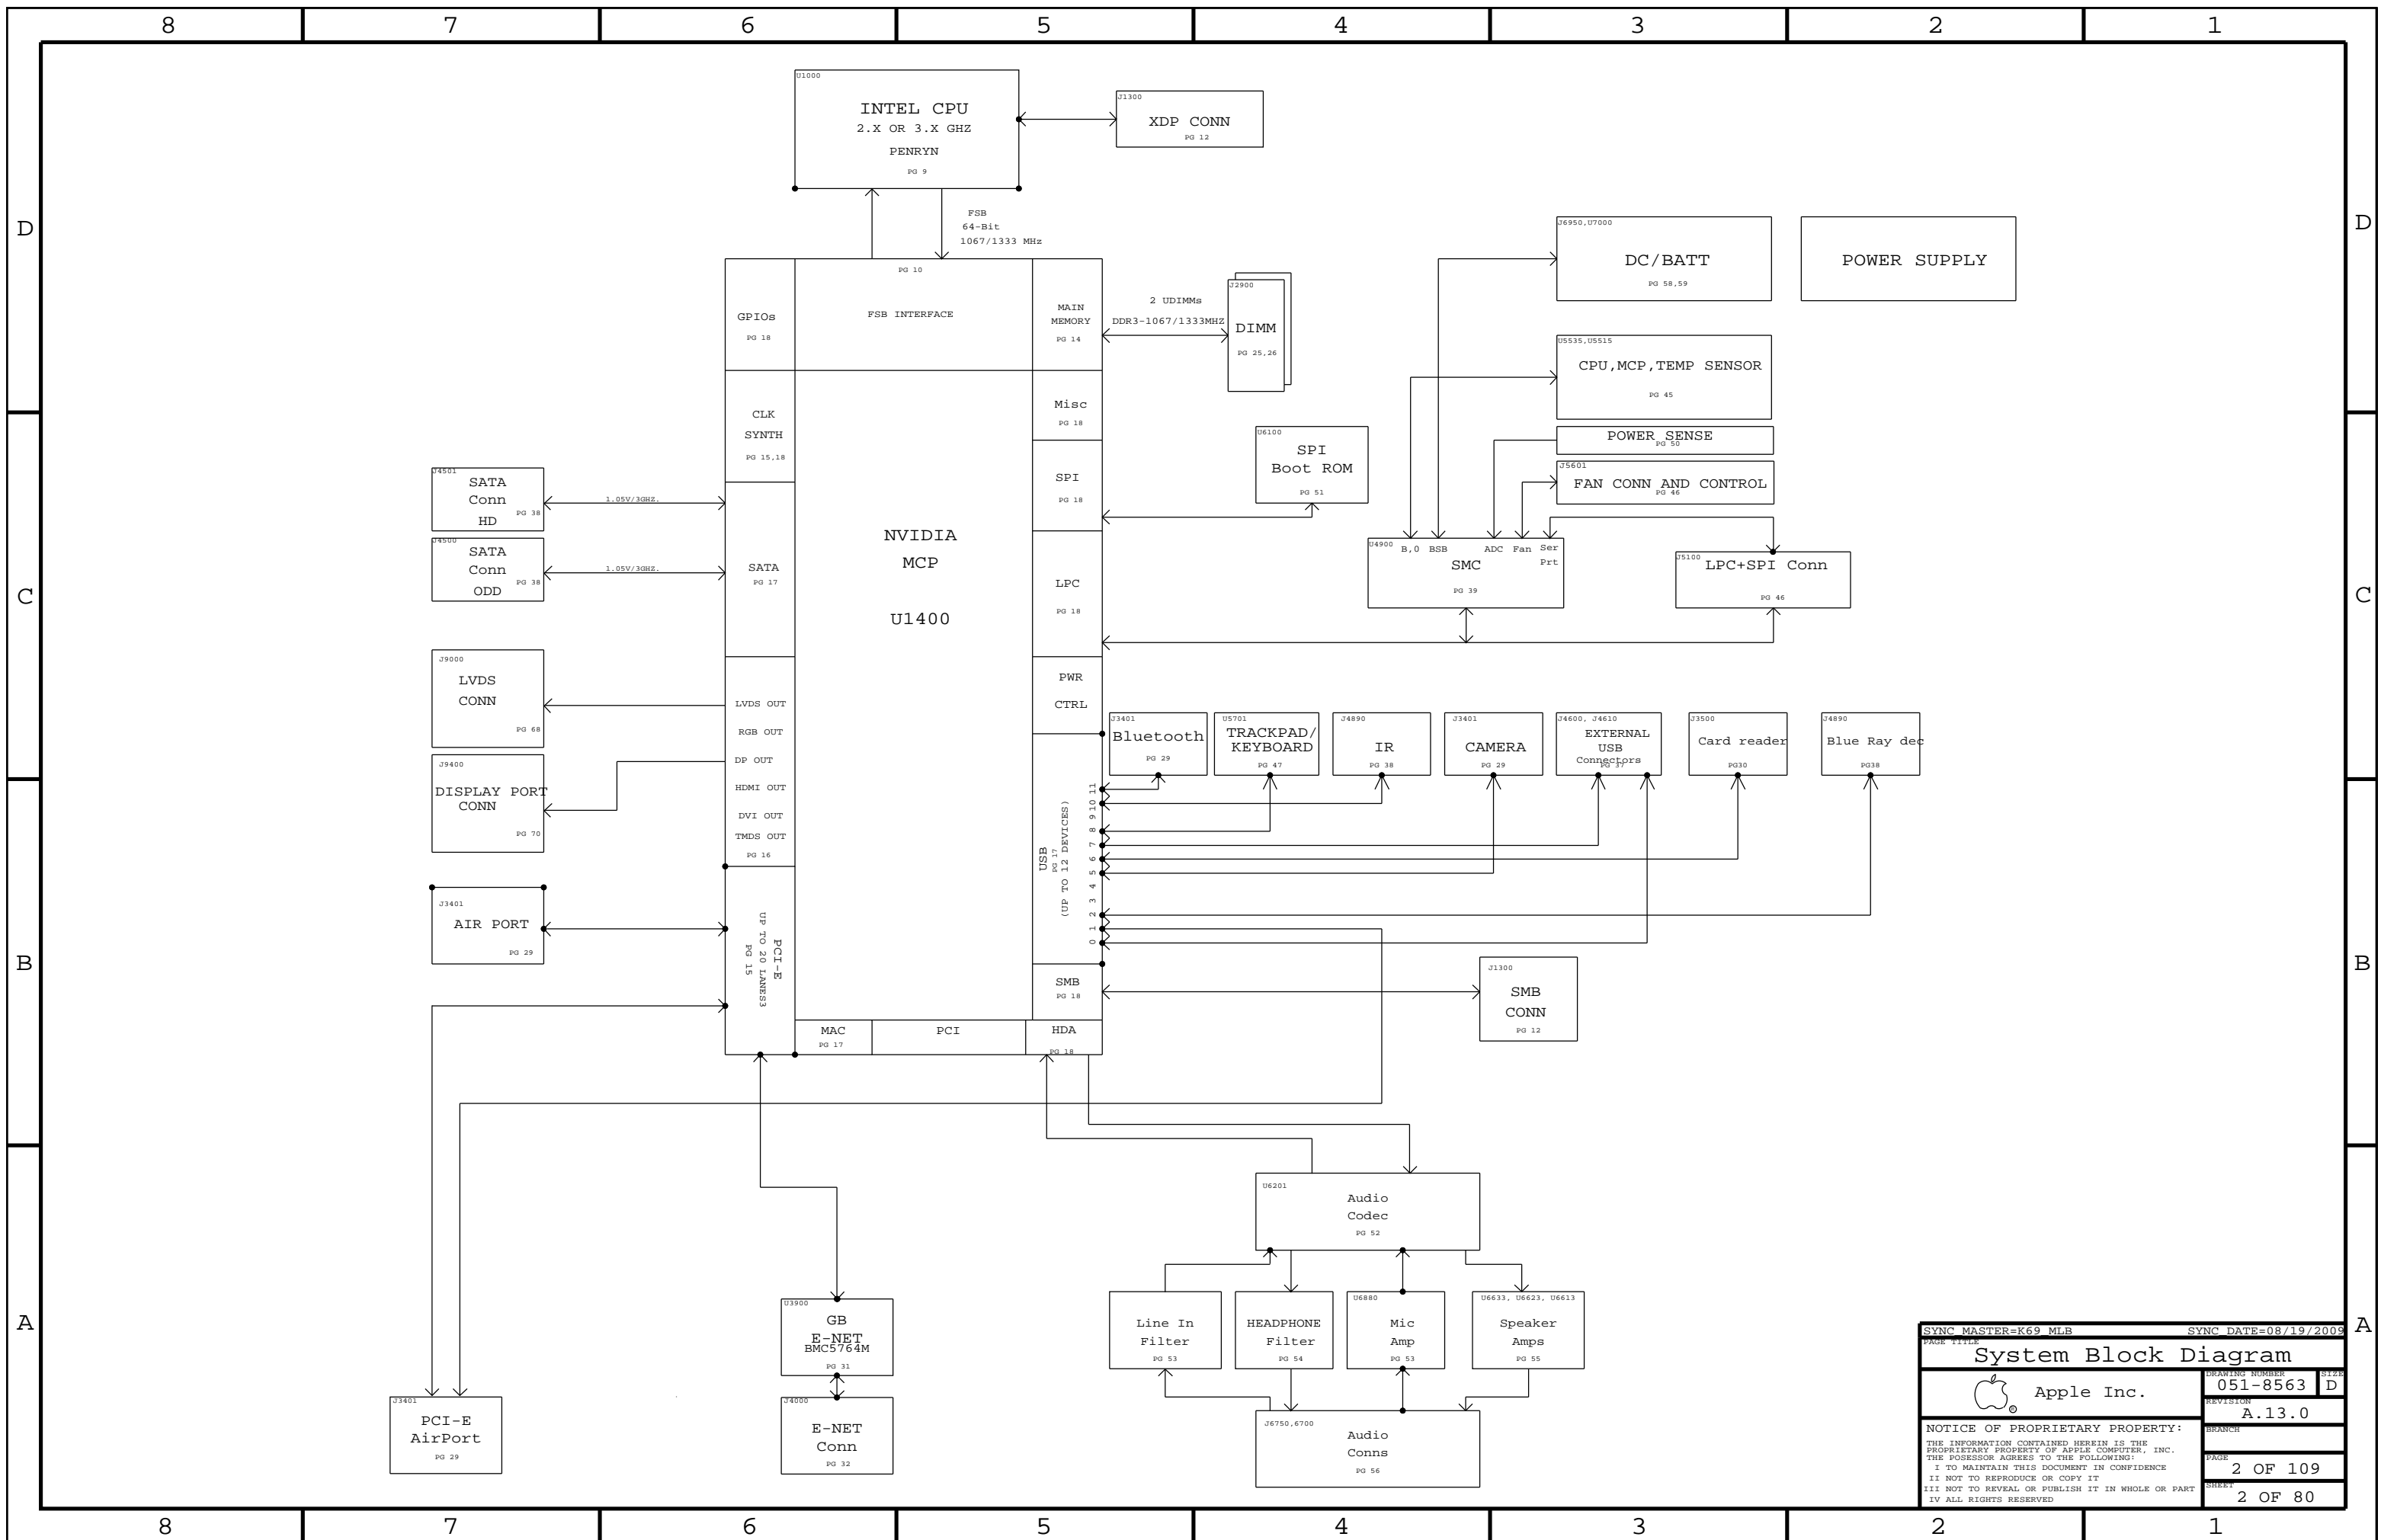 8 7 6 5 4 3 2 1
D
C
B
A
D
C
B
A
U1000
INTEL CPU
2.X OR 3.X GHZ
PENRYN
PG 9
J1300
XDP CONN
PG 12
FSB
64-Bit
1067/1333 MHz
PG 10
FSB INTERFACE
GPIOs
PG 18
MAIN
MEMORY
PG 14
2 UDIMMs
DDR3-1067/1333MHZ
J2900
DIMM
PG 25,26
J6950,U7000
DC/BATT
PG 58,59
POWER SUPPLY
U5535,U5515
CPU,MCP,TEMP SENSOR
PG 45
POWER SENSE
PG 50
J5601
FAN CONN AND CONTROL
PG 46
CLK
SYNTH
PG 15,18
Misc
PG 18
SPI
PG 18
U6100
SPI
Boot ROM
PG 51
J4501
SATA
Conn
HD
PG 38
1.05V/3GHZ.
J4500
SATA
Conn
ODD
PG 38
1.05V/3GHZ.
SATA
PG 17
NVIDIA
MCP
U1400
LPC
PG 18
U4900
B,0 BSB ADC Fan Ser
Prt
SMC
PG 39
J5100
LPC+SPI Conn
PG 46
J9000
LVDS
CONN
PG 68
LVDS OUT
RGB OUT
DP OUT
HDMI OUT
DVI OUT
TMDS OUT
PG 16
J9400
DISPLAY PORT
CONN
PG 70
PWR
CTRL
J3401
Bluetooth
PG 29
U5701
TRACKPAD/
KEYBOARD
PG 47
J4890
IR
PG 38
J3401
CAMERA
PG 29
J4600, J4610
EXTERNAL
USB
Connectors
PG 37
J3500
Card reader
PG30
J4890
Blue Ray dec
PG38
USB
PG 17
(UP TO 12 DEVICES)
0 1 2 3 4 5 6 7 8 9 10 11
J3401
AIR PORT
PG 29
PCI-E
UP TO 20 LANES3
PG 15
SMB
PG 18
J1300
SMB
CONN
PG 12
MAC
PG 17
PCI
HDA
PG 18
U6201
Audio
Codec
PG 52
U3900
GB
E-NET
BMC5764M
PG 31
Line In
Filter
PG 53
HEADPHONE
Filter
PG 54
U6880
Mic
Amp
PG 53
U6633, U6623, U6613
Speaker
Amps
PG 55
J3401
PCI-E
AirPort
PG 29
J4000
E-NET
Conn
PG 32
J6750,6700
Audio
Conns
PG 56
SYNC_MASTER=K69_MLB SYNC_DATE=08/19/2009
PAGE TITLE
System Block Diagram
Apple Inc.
®
DRAWING NUMBER
051-8563
SIZE
D
REVISION
A.13.0
BRANCH
PAGE
2 OF 109
SHEET
2 OF 80
NOTICE OF PROPRIETARY PROPERTY:
THE INFORMATION CONTAINED HEREIN IS THE
PROPRIETARY PROPERTY OF APPLE COMPUTER, INC.
THE POSESSOR AGREES TO THE FOLLOWING:
I TO MAINTAIN THIS DOCUMENT IN CONFIDENCE
II NOT TO REPRODUCE OR COPY IT
III NOT TO REVEAL OR PUBLISH IT IN WHOLE OR PART
IV ALL RIGHTS RESERVED
8 7 6 5 4 3 2 1